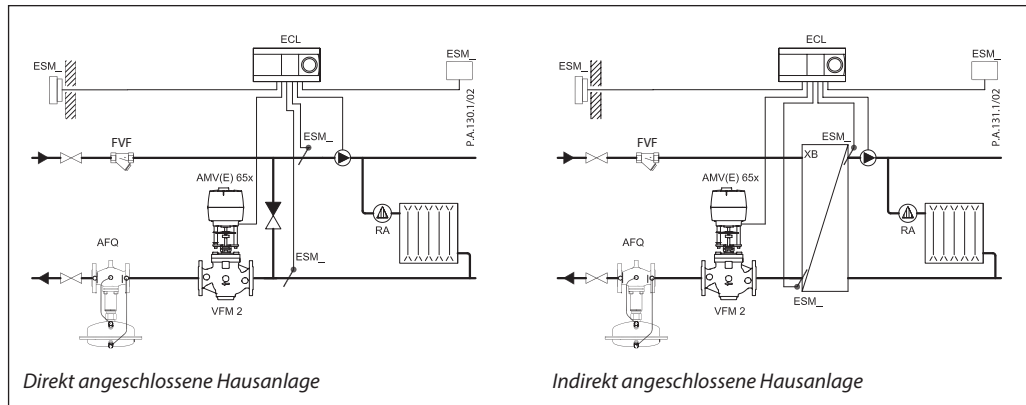 ECL
ESM_
ESM_
P.A.130.1/02
FVF
ESM_
AMV(E) 65x
RA
AFQ
ESM_
VFM 2
Direkt angeschlossene Hausanlage
ECL
ESM_
ESM_
P.A.131.1/02
FVF
ESM_
XB
AMV(E) 65x
RA
AFQ
ESM_
VFM 2
Indirekt angeschlossene Hausanlage